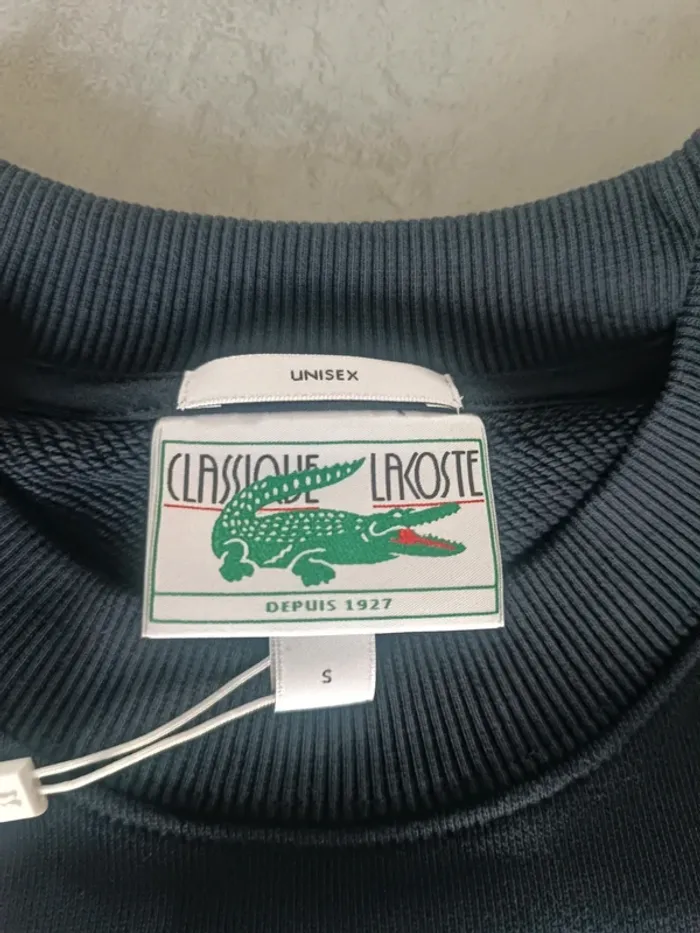 UNISEX
CLASSIQUE LACOSTE
DEPUIS 1927
S